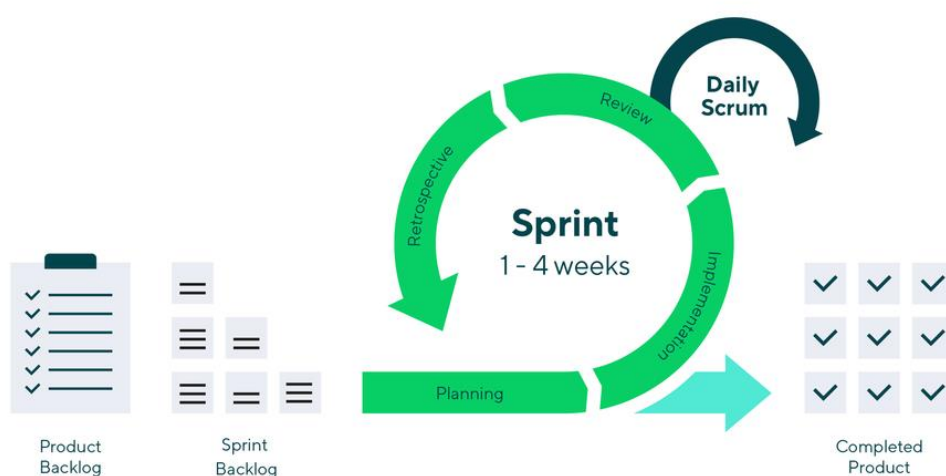 Daily
Scrum
Review
Retrospective
Sprint
1 - 4 weeks
Implementation
Planning
Product
Backlog
Sprint
Backlog
Completed
Product